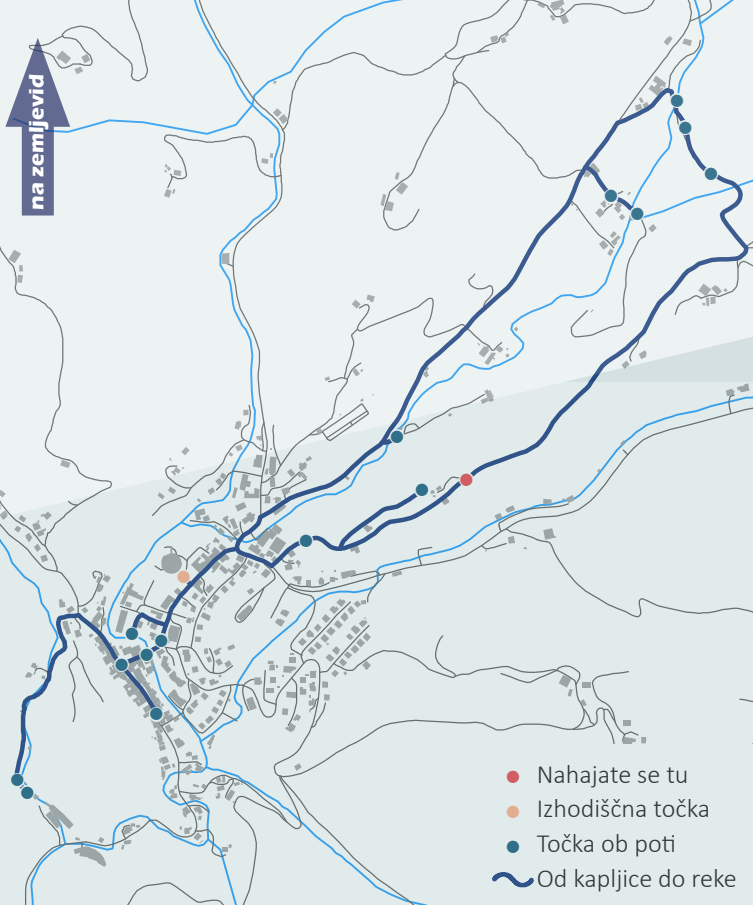 na zemljevid
Nahajate se tu
Izhodiščna točka
Točka ob poti
Od kapljice do reke